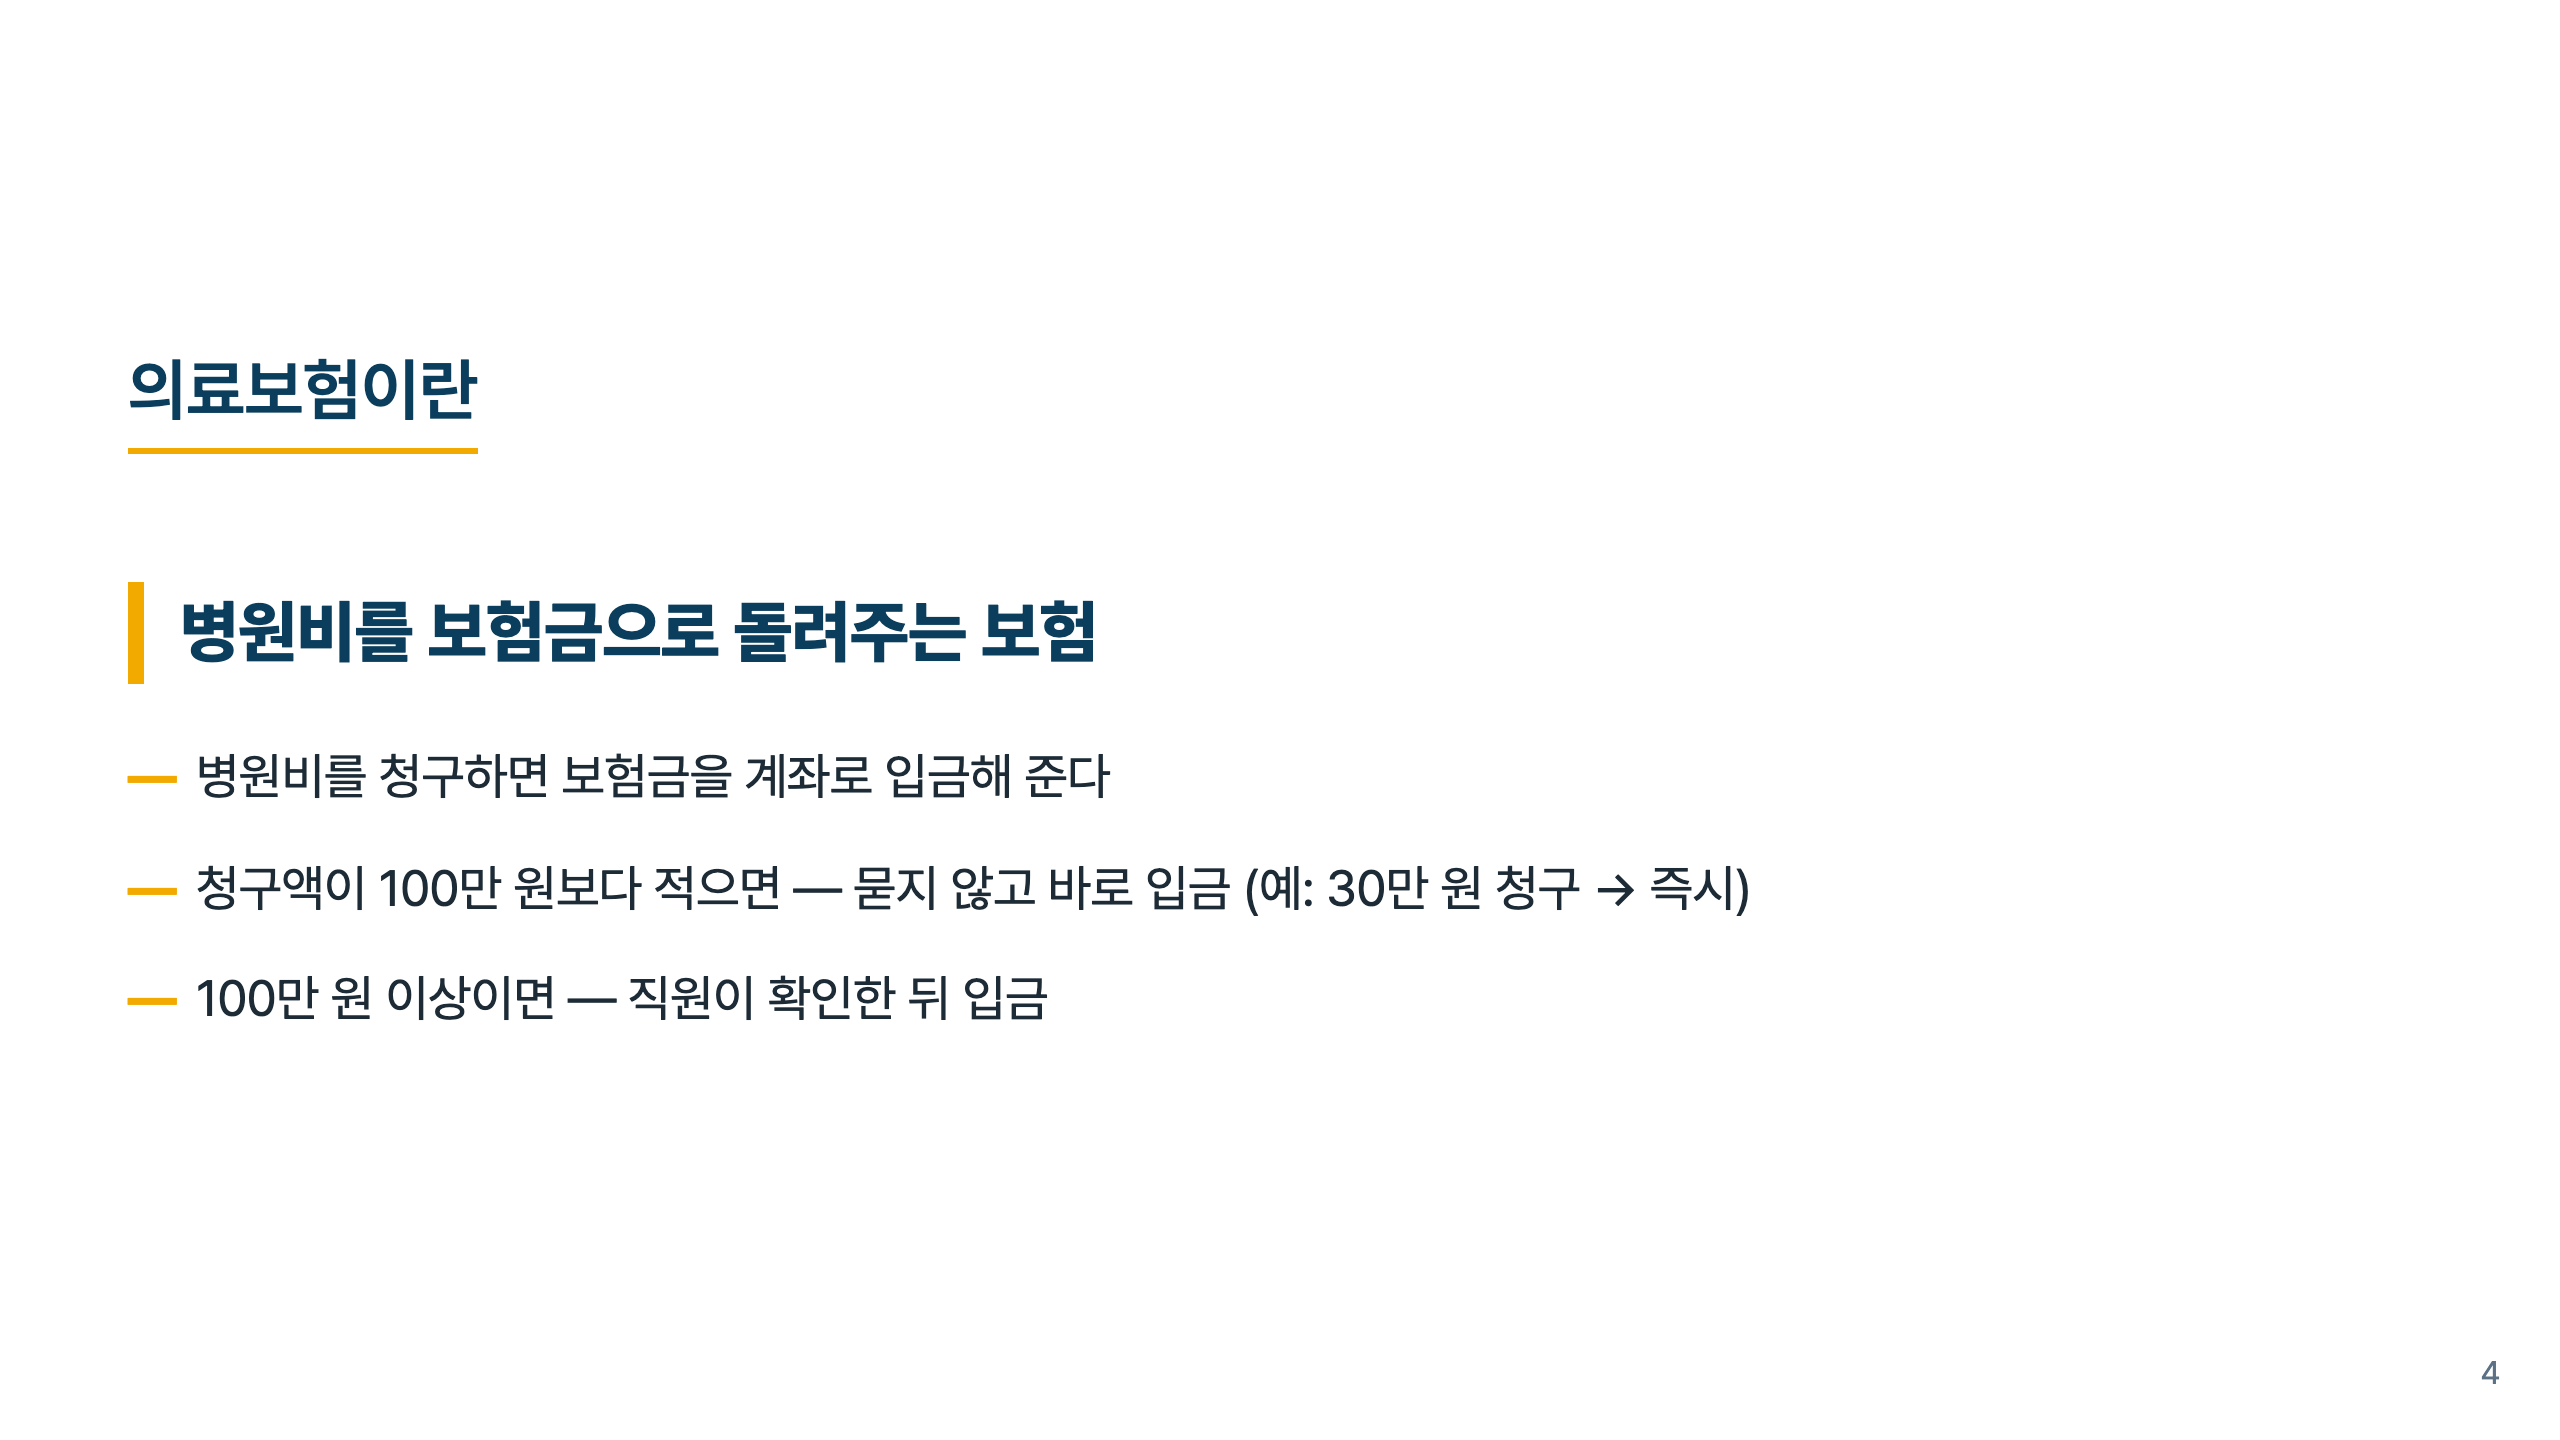 의료보험이란
병원비를 보험금으로 돌려주는 보험
— 병원비를 청구하면 보험금을 계좌로 입금해 준다
— 청구액이 100만 원보다 적으면 — 묻지 않고 바로 입금 (예: 30만 원 청구 → 즉시)
— 100만 원 이상이면 — 직원이 확인한 뒤 입금
4